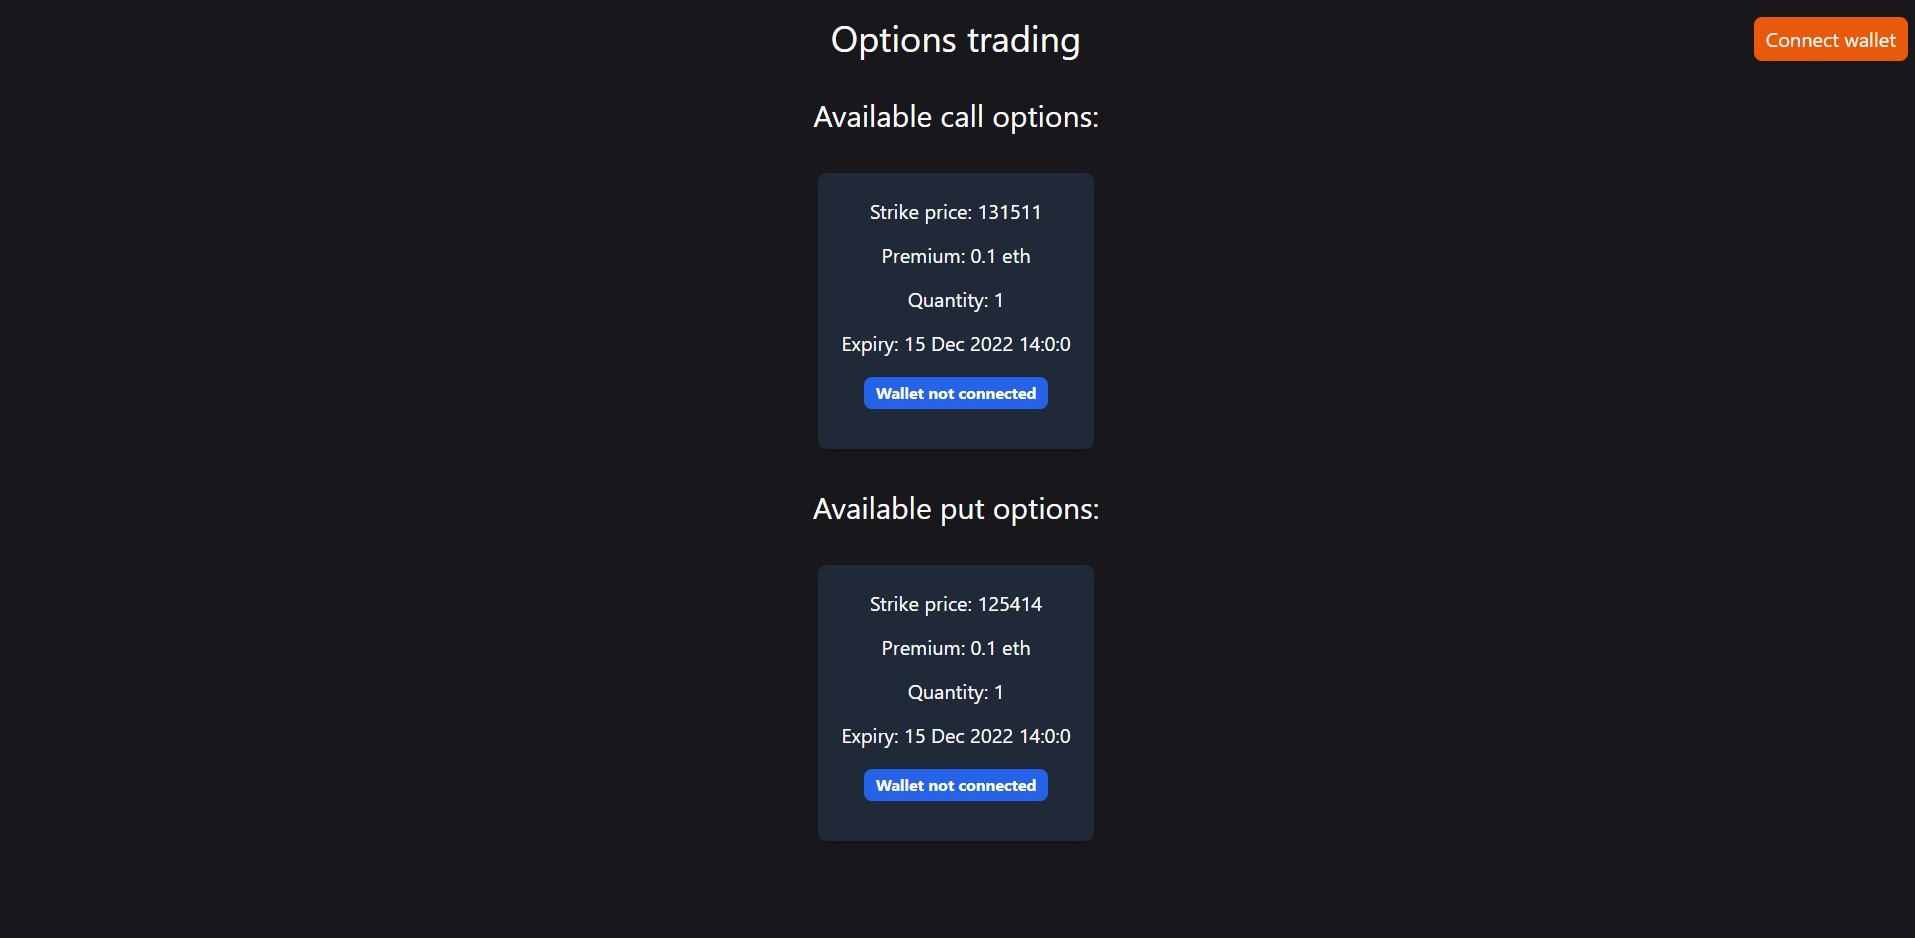 Options trading
Connect wallet
Available call options:
Strike price: 131511
Premium: 0.1 eth
Quantity: 1
Expiry: 15 Dec 2022 14:0:0
Wallet not connected
Available put options:
Strike price: 125414
Premium: 0.1 eth
Quantity: 1
Expiry: 15 Dec 2022 14:0:0
Wallet not connected